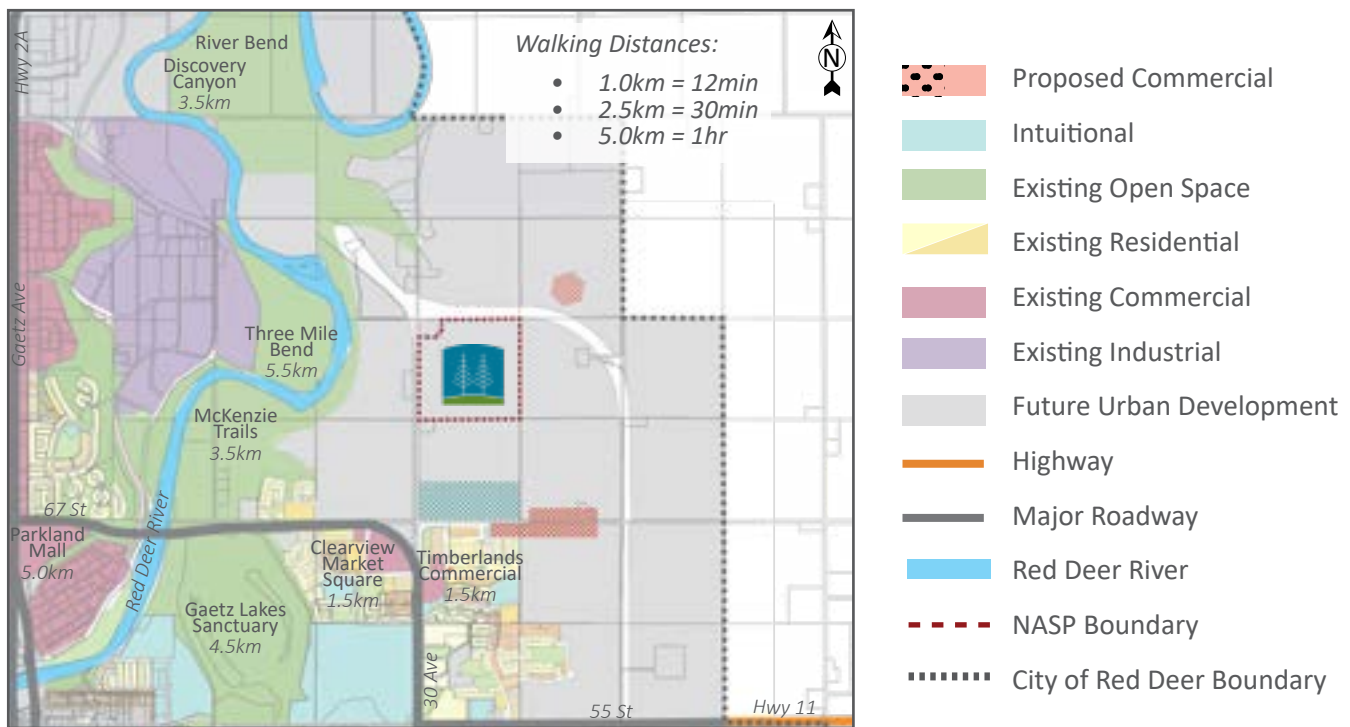 Hwy 2A
River Bend
Discovery
Canyon
3.5km
Walking Distances:
• 1.0km = 12min
• 2.5km = 30min
• 5.0km = 1hr
N
Gaetz Ave
Three Mile
Bend
5.5km
McKenzie
Trails
3.5km
67 St
Parkland
Mall
5.0km
Red Deer River
Clearview
Market
Square
1.5km
Timberlands
Commercial
1.5km
Gaetz Lakes
Sanctuary
4.5km
30 Ave
55 St
Hwy 11
Proposed Commercial
Intuitional
Existing Open Space
Existing Residential
Existing Commercial
Existing Industrial
Future Urban Development
Highway
Major Roadway
Red Deer River
NASP Boundary
City of Red Deer Boundary